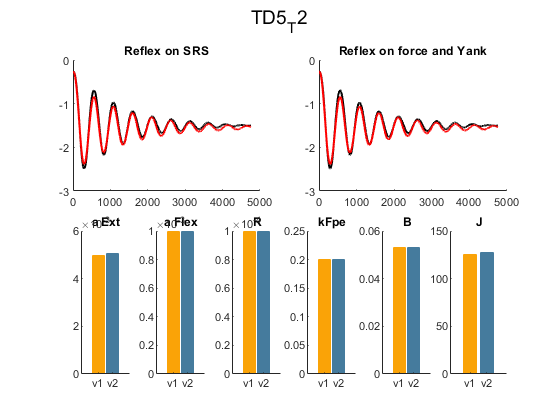 TD5_T2
Reflex on SRS Reflex on force and Yank
0 0
-1 -1
-2 -2
-3 -3
0 1000 2000 3000 4000 5000 0 1000 2000 3000 4000 5000
a Flex R kFpe B J
6 1 1 0.25 0.06 150
0.8 0.8 0.2
4 0.04 100
0.6 0.6 0.15
0.4 0.4 0.1
2 0.02 50
0.2 0.2 0.05
0 0 0 0 0 0
v1 v2 v1 v2 v1 v2 v1 v2 v1 v2 v1 v2